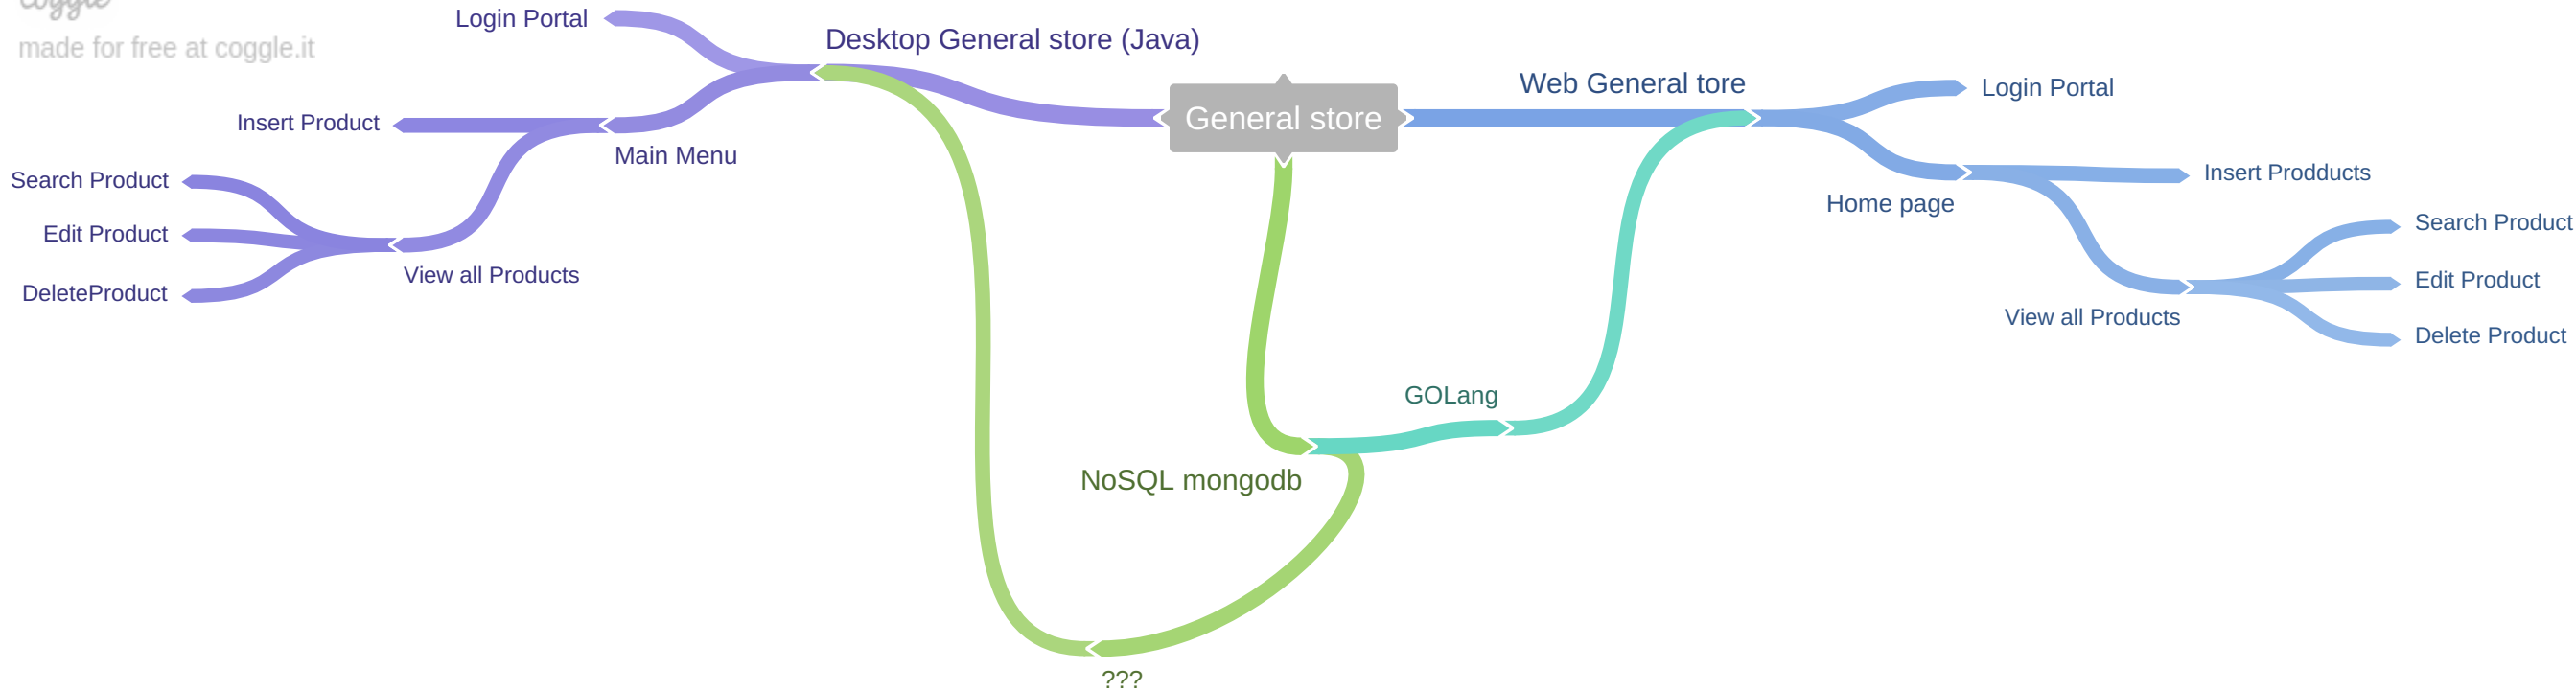 coggle
made for free at coggle.it
Login Portal
Desktop General store (Java)
Insert Product
Main Menu
Search Product
Edit Product
DeleteProduct
View all Products
General store
Web General tore
Login Portal
Home page
Insert Prodducts
Search Product
Edit Product
Delete Product
View all Products
GOLang
NoSQL mongodb
???